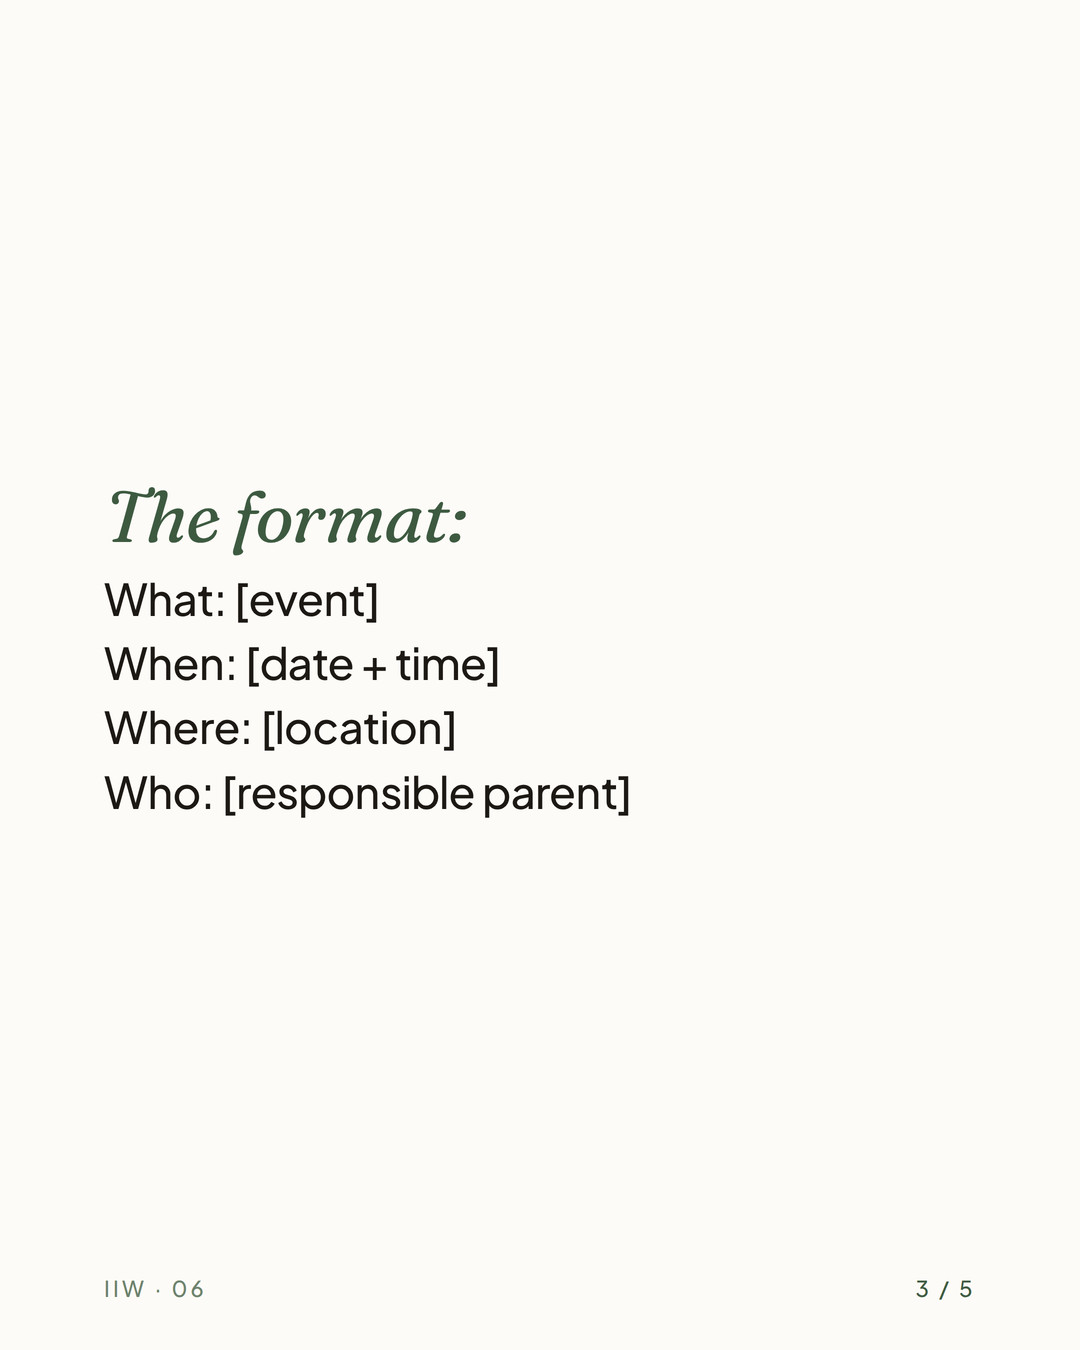 The format:
What: [event]
When: [date + time]
Where: [location]
Who: [responsible parent]
IIW · 06
3 / 5